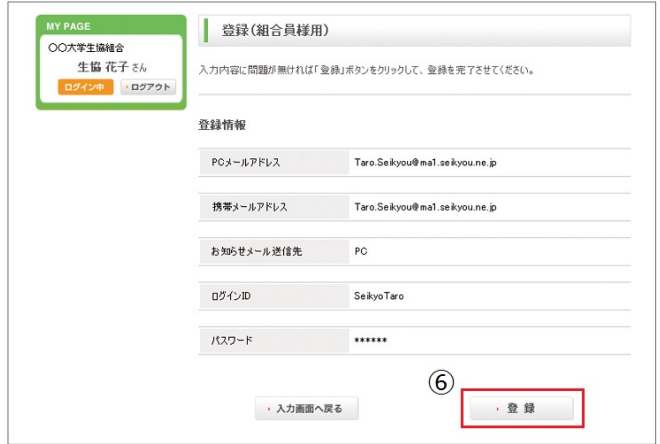 MY PAGE
〇〇大学生協組合
生協 花子 さん
ログイン中 ログアウト
登録(組合員様用)
入力内容に問題が無ければ「登録」ボタンをクリックして、登録を完了させてください。
登録情報
PCメールアドレス Taro.Seikyou@ma1.seikyou.ne.jp
携帯メールアドレス Taro.Seikyou@ma1.seikyou.ne.jp
お知らせメール送信先 PC
ログインID SeikyoTaro
パスワード ******
⑥
入力画面へ戻る 登 録